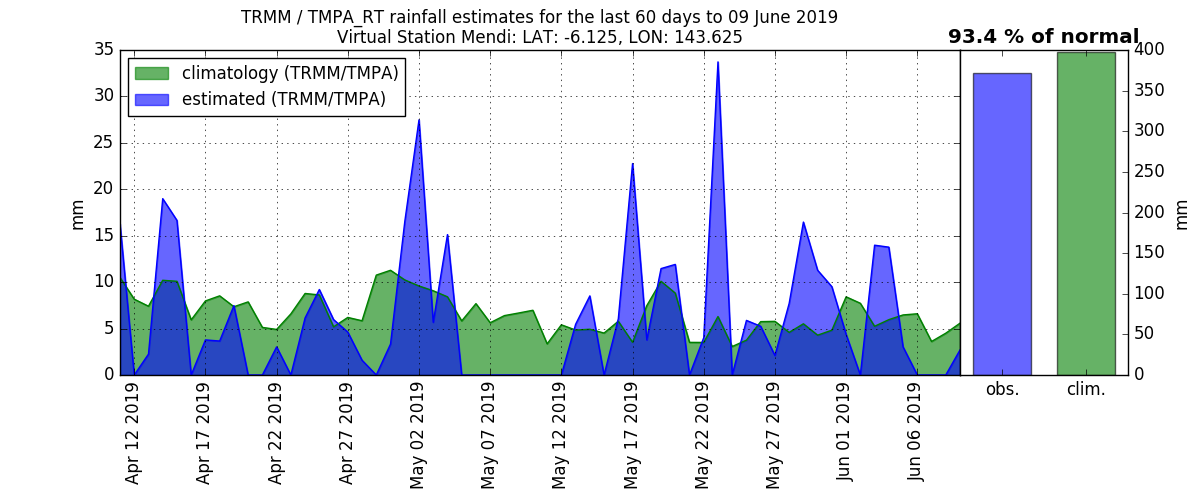 TRMM / TMPA_RT rainfall estimates for the last 60 days to 09 June 2019
Virtual Station Mendi: LAT: -6.125, LON: 143.625
93.4 % of normal
climatology (TRMM/TMPA)
estimated (TRMM/TMPA)
mm
35
30
25
20
15
10
5
0
Apr 12 2019
Apr 17 2019
Apr 22 2019
Apr 27 2019
May 02 2019
May 07 2019
May 12 2019
May 17 2019
May 22 2019
May 27 2019
Jun 01 2019
Jun 06 2019
obs.
clim.
400
350
300
250
200
150
100
50
0
mm